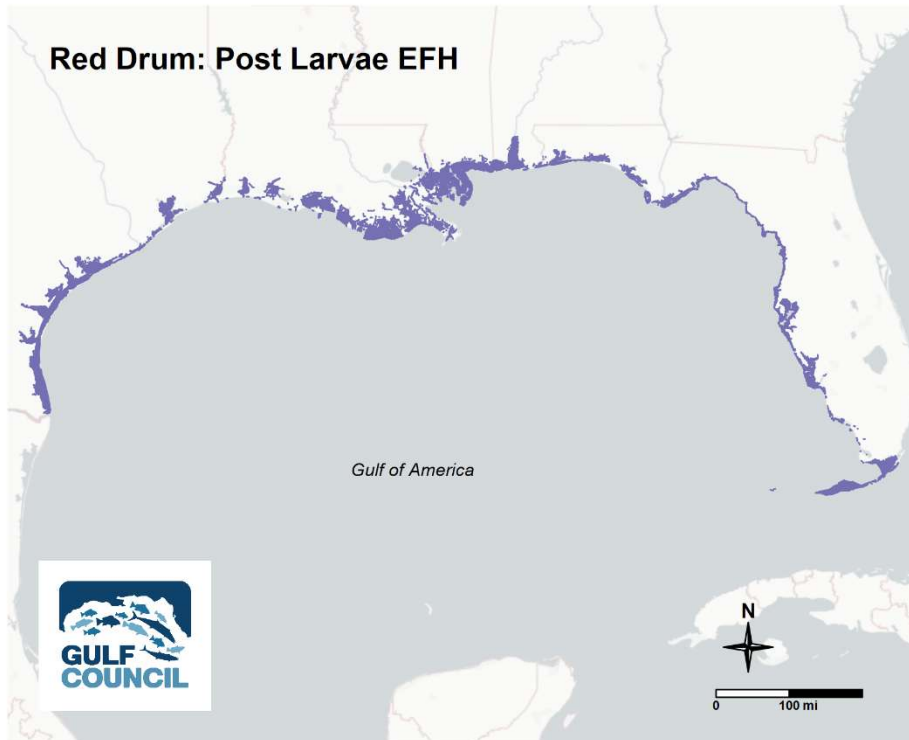 Red Drum: Post Larvae EFH
Gulf of America
GULF
COUNCIL
N
0 100 mi